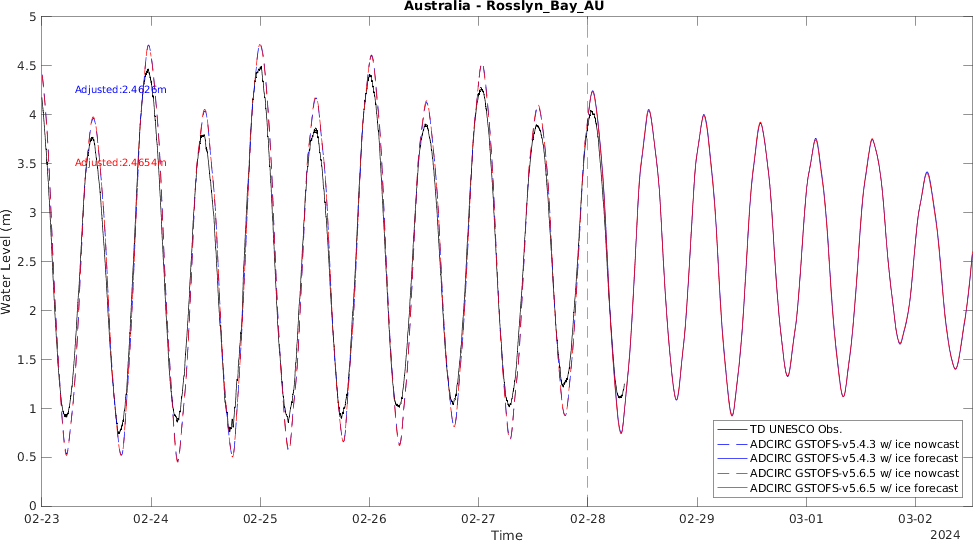 Australia - Rosslyn_Bay_AU
5
4.5
4
3.5
3
2.5
2
1.5
1
0.5
0
Water Level (m)
Adjusted:2.4626m
Adjusted:2.4654m
TD UNESCO Obs.
ADCIRC GSTOFS-v5.4.3 w/ ice nowcast
ADCIRC GSTOFS-v5.4.3 w/ ice forecast
ADCIRC GSTOFS-v5.6.5 w/ ice nowcast
ADCIRC GSTOFS-v5.6.5 w/ ice forecast
02-23 02-24 02-25 02-26 02-27 02-28 02-29 03-01 03-02
Time
2024